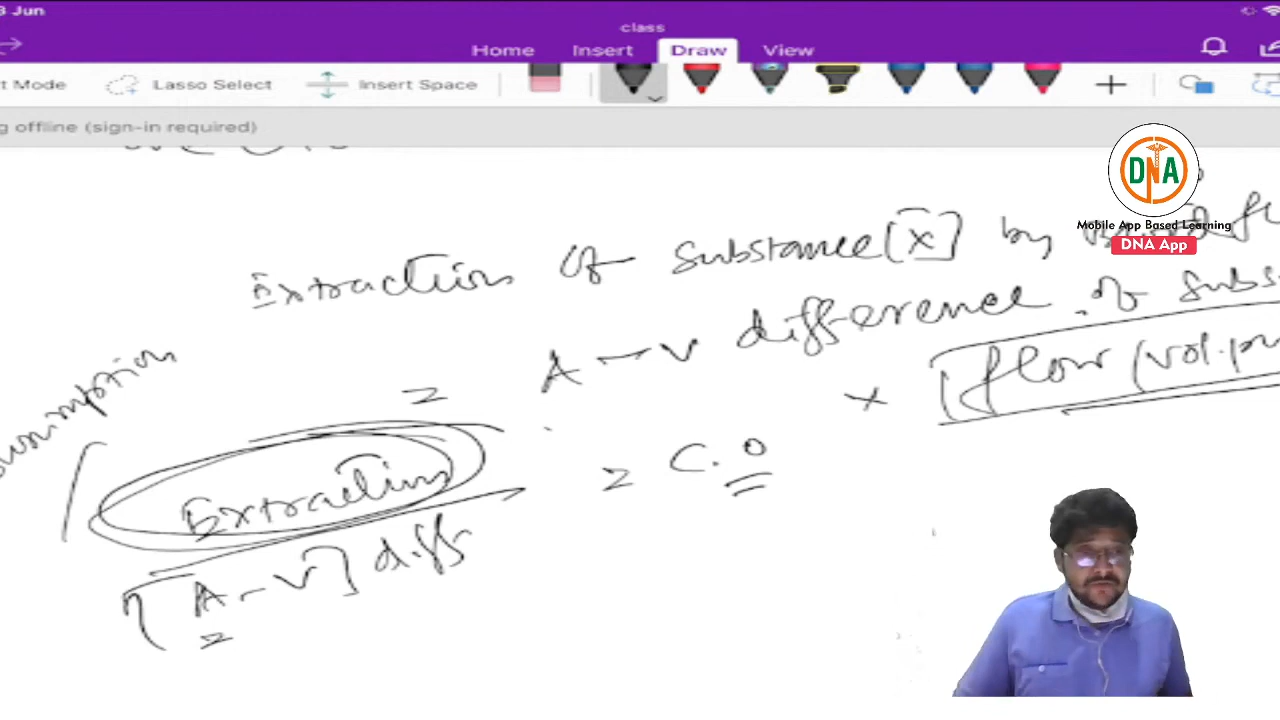 3 Jun
class
Home Insert Draw View
t Mode Lasso Select Insert Space
g offline (sign-in required)
DNA
Mobile App Based Learning
DNA App
Extraction of substance [x] by
= A - V difference of subs
x [flow (vol.p
Extraction = C.O
[A - V] diff